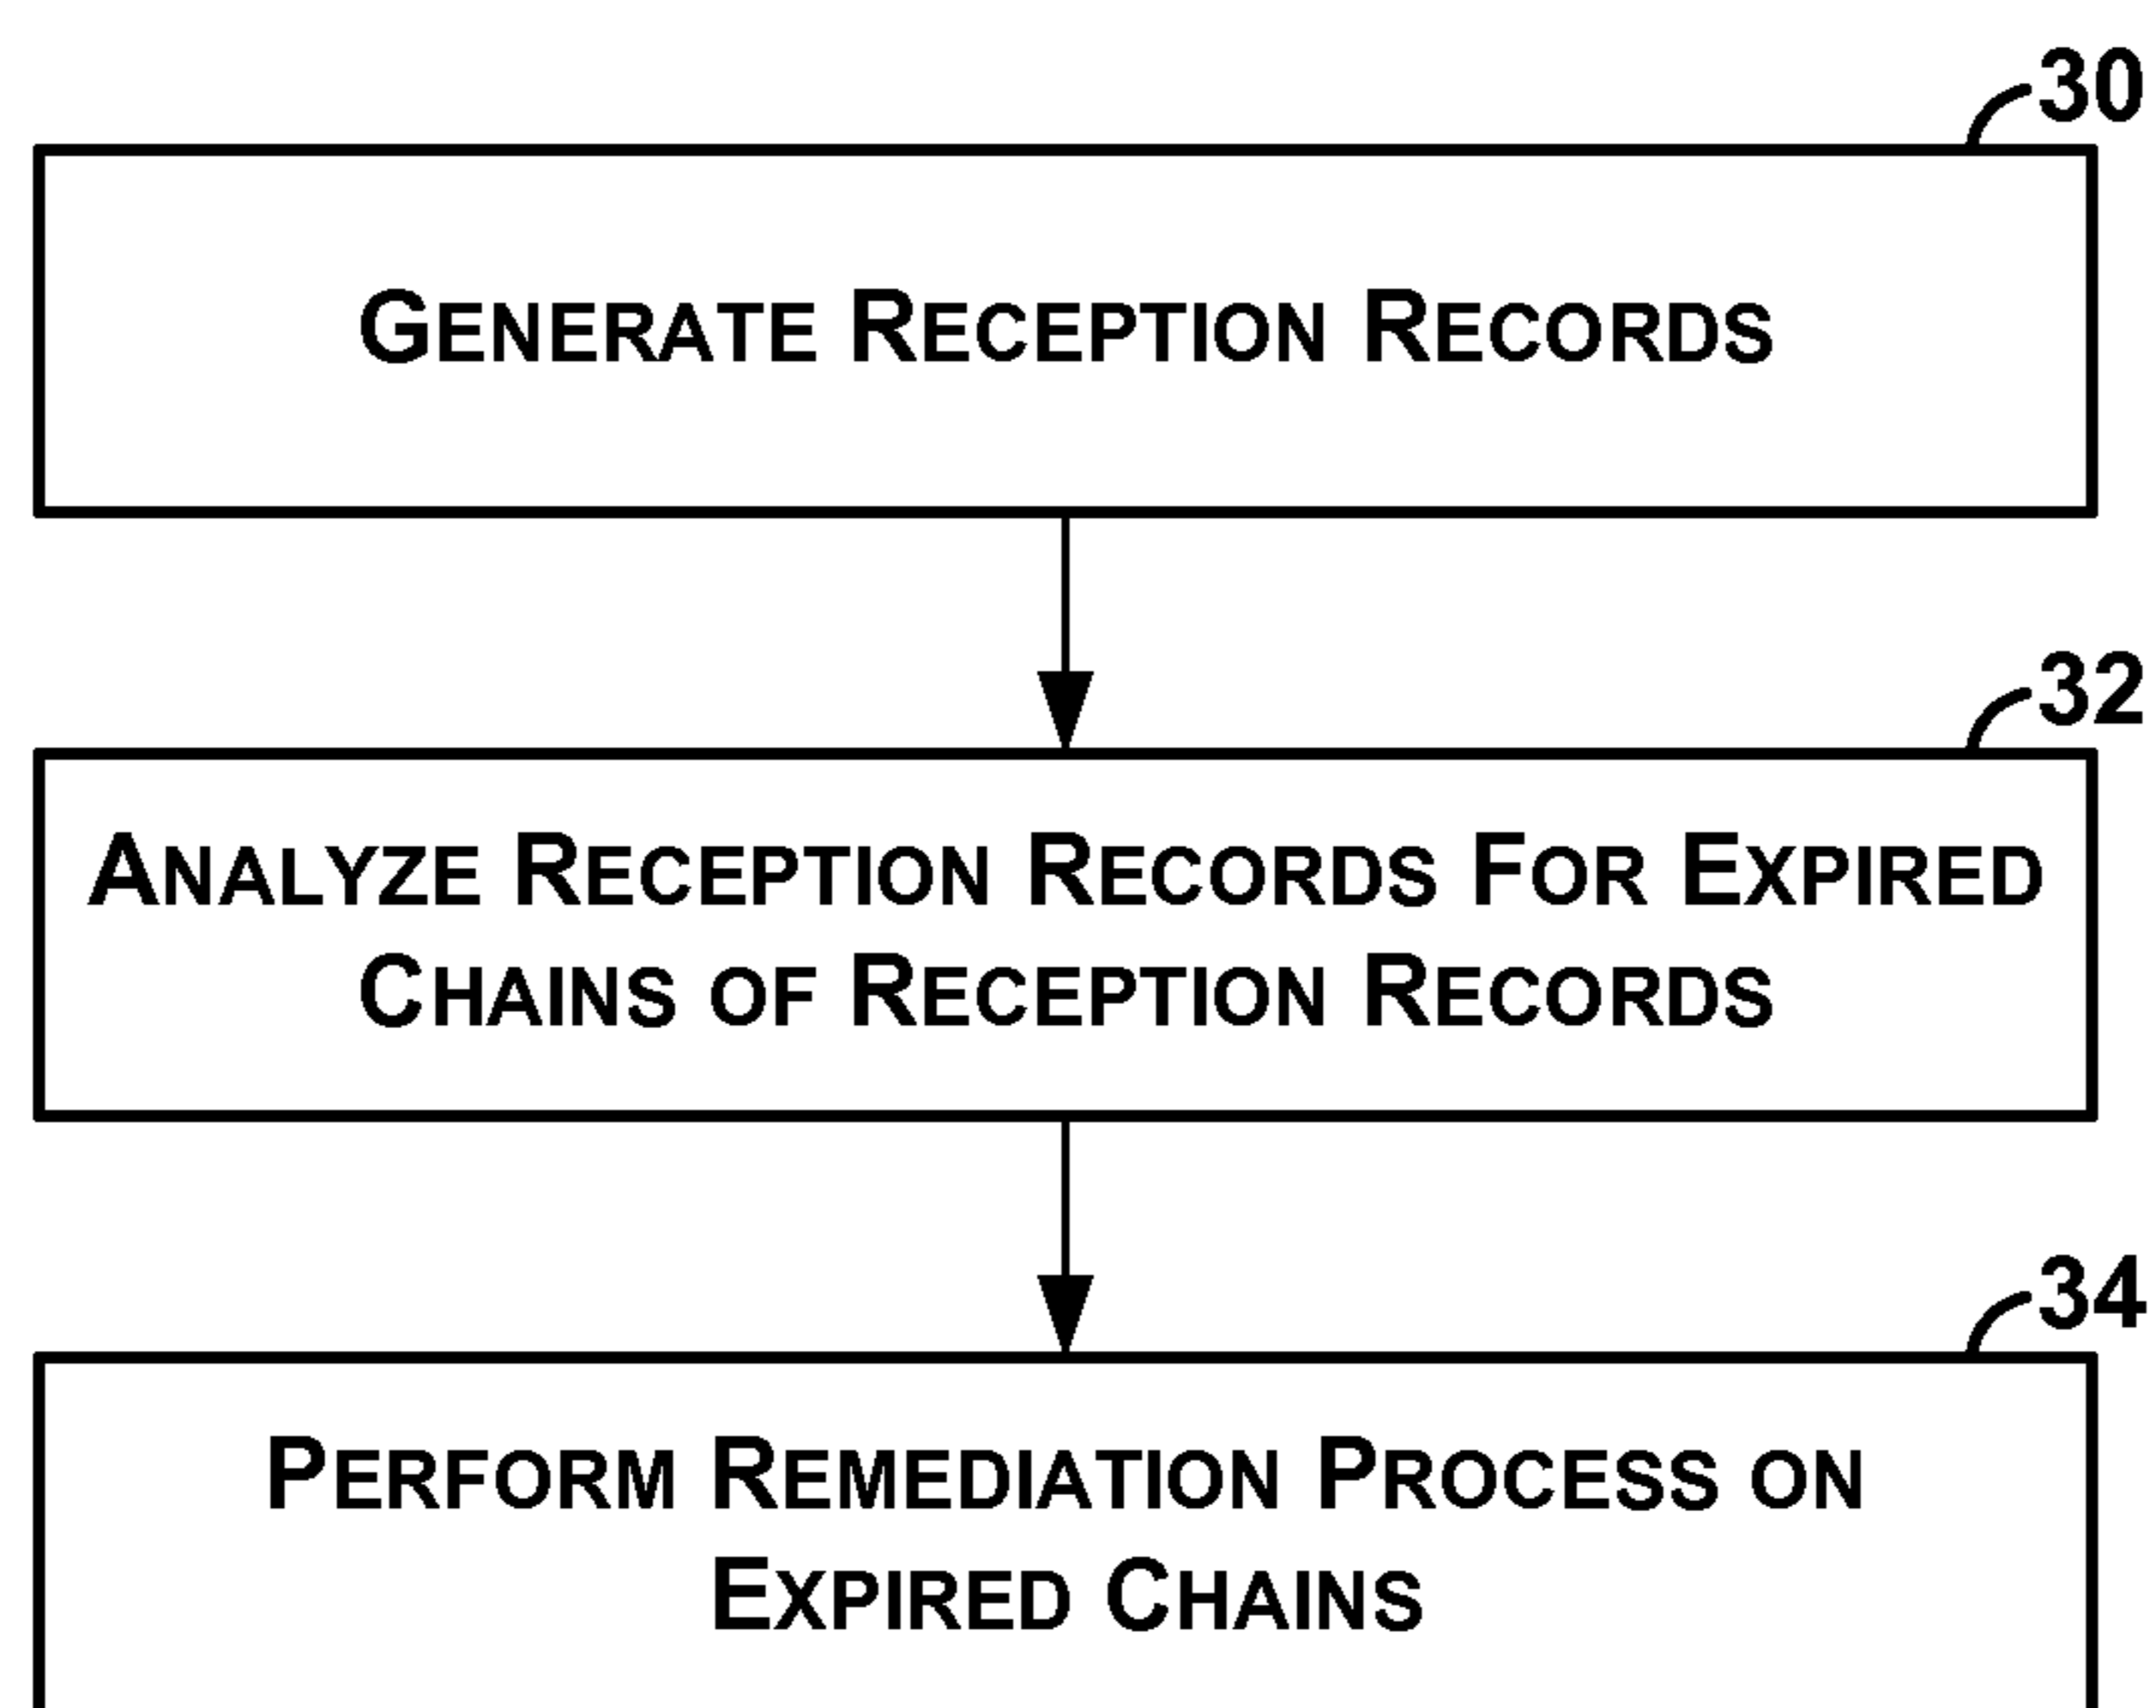 30
GENERATE RECEPTION RECORDS
32
ANALYZE RECEPTION RECORDS FOR EXPIRED
CHAINS OF RECEPTION RECORDS
34
PERFORM REMEDIATION PROCESS ON
EXPIRED CHAINS